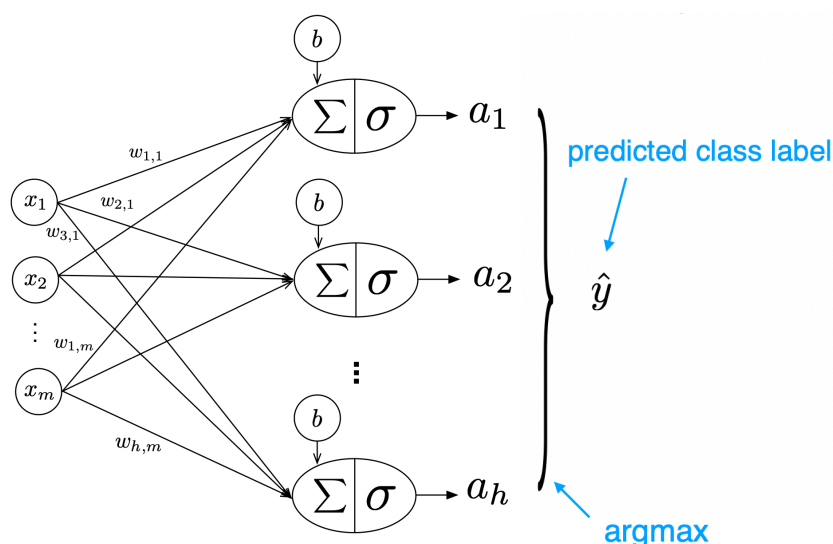 b
Σ σ a₁
w₁,₁
predicted class label
x₁
w₂,₁
b
w₃,₁
x₂
Σ σ a₂
ŷ
⋮
w₁,ₘ
⋮
xₘ
b
wₕ,ₘ
Σ σ aₕ
argmax